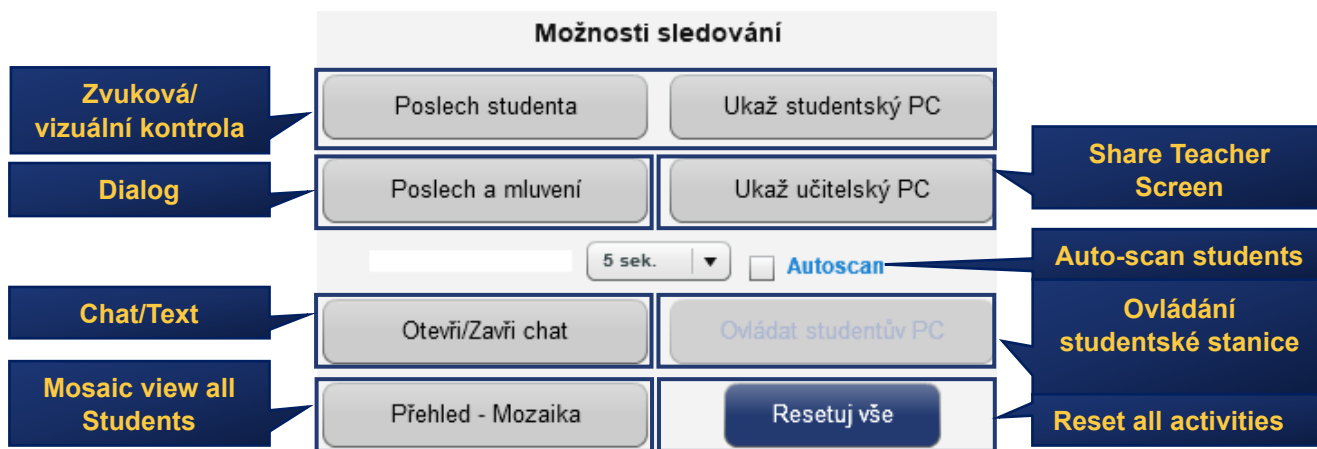 Možnosti sledování
Zvuková/
vizuální kontrola
Poslech studenta
Ukaž studentský PC
Dialog
Poslech a mluvení
Ukaž učitelský PC
Share Teacher
Screen
5 sek.
Autoscan
Auto-scan students
Chat/Text
Otevři/Zavři chat
Ovládat studentův PC
Ovládání
studentské stanice
Mosaic view all
Students
Přehled - Mozaika
Resetuj vše
Reset all activities